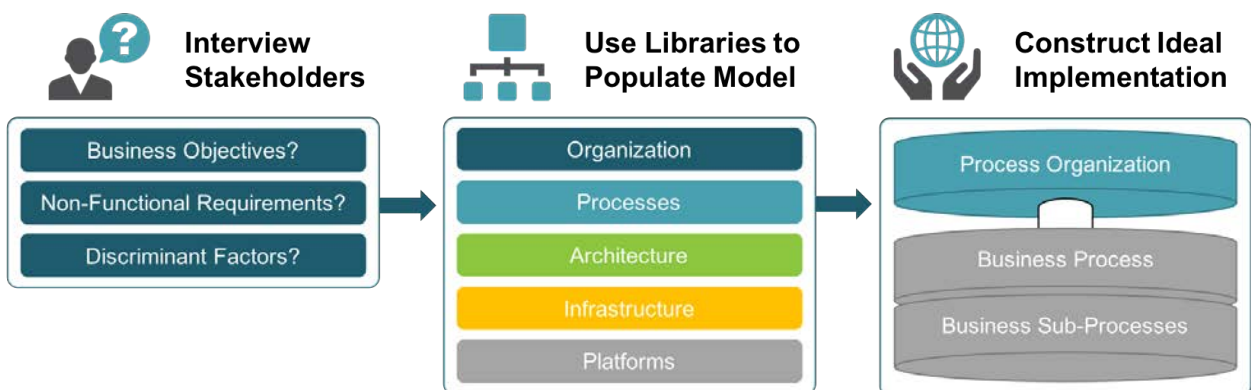 ?
Interview
Stakeholders
Business Objectives?
Non-Functional Requirements?
Discriminant Factors?
Use Libraries to
Populate Model
Organization
Processes
Architecture
Infrastructure
Platforms
Construct Ideal
Implementation
Process Organization
Business Process
Business Sub-Processes